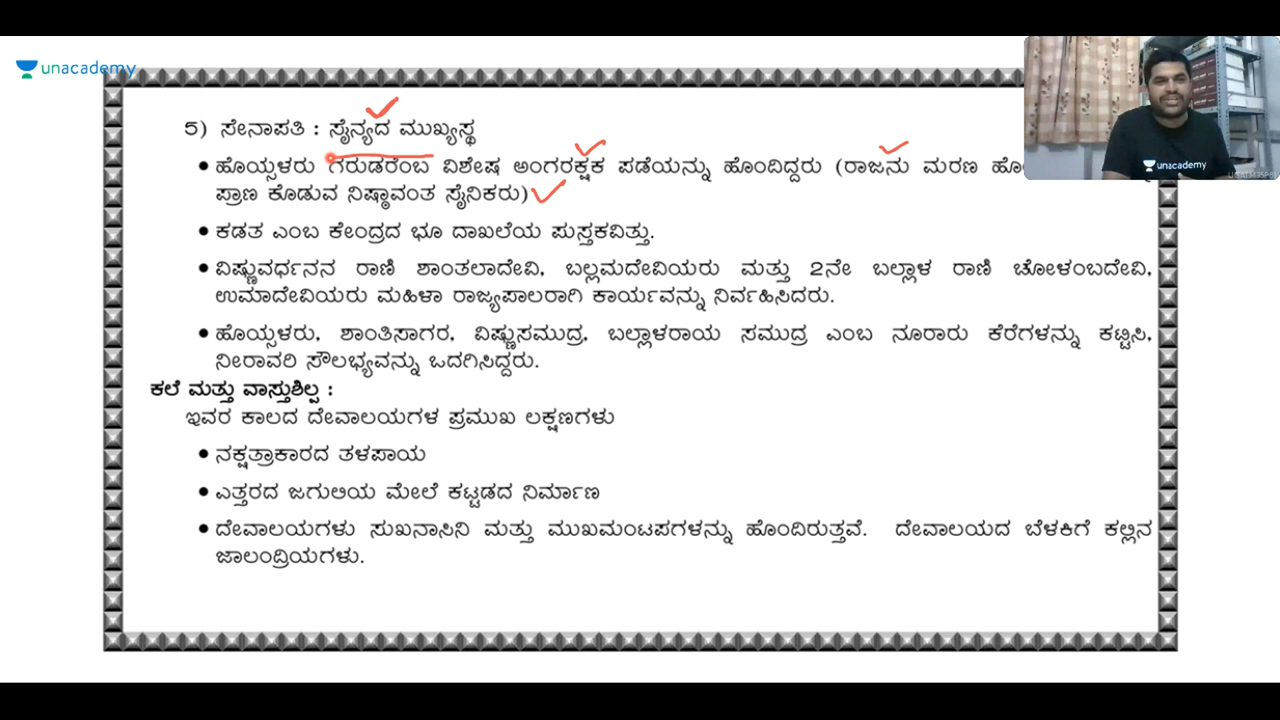 unacademy
5) ಸೇನಾಪತಿ : ಸೈನ್ಯದ ಮುಖ್ಯಸ್ಥ
• ಹೊಯ್ಸಳರು ಗರುಡರೆಂಬ ವಿಶೇಷ ಅಂಗರಕ್ಷಕ ಪಡೆಯನ್ನು ಹೊಂದಿದ್ದರು (ರಾಜನು ಮರಣ
ಪ್ರಾಣ ಕೊಡುವ ನಿಷ್ಠಾವಂತ ಸೈನಿಕರು)
• ಕಡತ ಎಂಬ ಕೇಂದ್ರದ ಭೂ ದಾಖಲೆಯ ಪುಸ್ತಕವಿತ್ತು.
• ವಿಷ್ಣುವರ್ಧನನ ರಾಣಿ ಶಾಂತಲಾದೇವಿ, ಬಲ್ಲಮದೇವಿಯರು ಮತ್ತು 2ನೇ ಬಲ್ಲಾಳ ರಾಣಿ ಚೋಳಂಬದೇವಿ,
ಉಮಾದೇವಿಯರು ಮಹಿಳಾ ರಾಜ್ಯಪಾಲರಾಗಿ ಕಾರ್ಯವನ್ನು ನಿರ್ವಹಿಸಿದರು.
• ಹೊಯ್ಸಳರು, ಶಾಂತಿಸಾಗರ, ವಿಷ್ಣುಸಮುದ್ರ, ಬಲ್ಲಾಳರಾಯ ಸಮುದ್ರ ಎಂಬ ನೂರಾರು ಕೆರೆಗಳನ್ನು ಕಟ್ಟಿಸಿ,
ನೀರಾವರಿ ಸೌಲಭ್ಯವನ್ನು ಒದಗಿಸಿದ್ದರು.
ಕಲೆ ಮತ್ತು ವಾಸ್ತುಶಿಲ್ಪ :
ಇವರ ಕಾಲದ ದೇವಾಲಯಗಳ ಪ್ರಮುಖ ಲಕ್ಷಣಗಳು
• ನಕ್ಷತ್ರಾಕಾರದ ತಳಪಾಯ
• ಎತ್ತರದ ಜಗುಲಿಯ ಮೇಲೆ ಕಟ್ಟಡದ ನಿರ್ಮಾಣ
• ದೇವಾಲಯಗಳು ಸುಖನಾಸಿನಿ ಮತ್ತು ಮುಖಮಂಟಪಗಳನ್ನು ಹೊಂದಿರುತ್ತವೆ. ದೇವಾಲಯದ ಬೆಳಕಿಗೆ ಕಲ್ಲಿನ
ಜಾಲಂದ್ರಿಯಗಳು.
unacademy